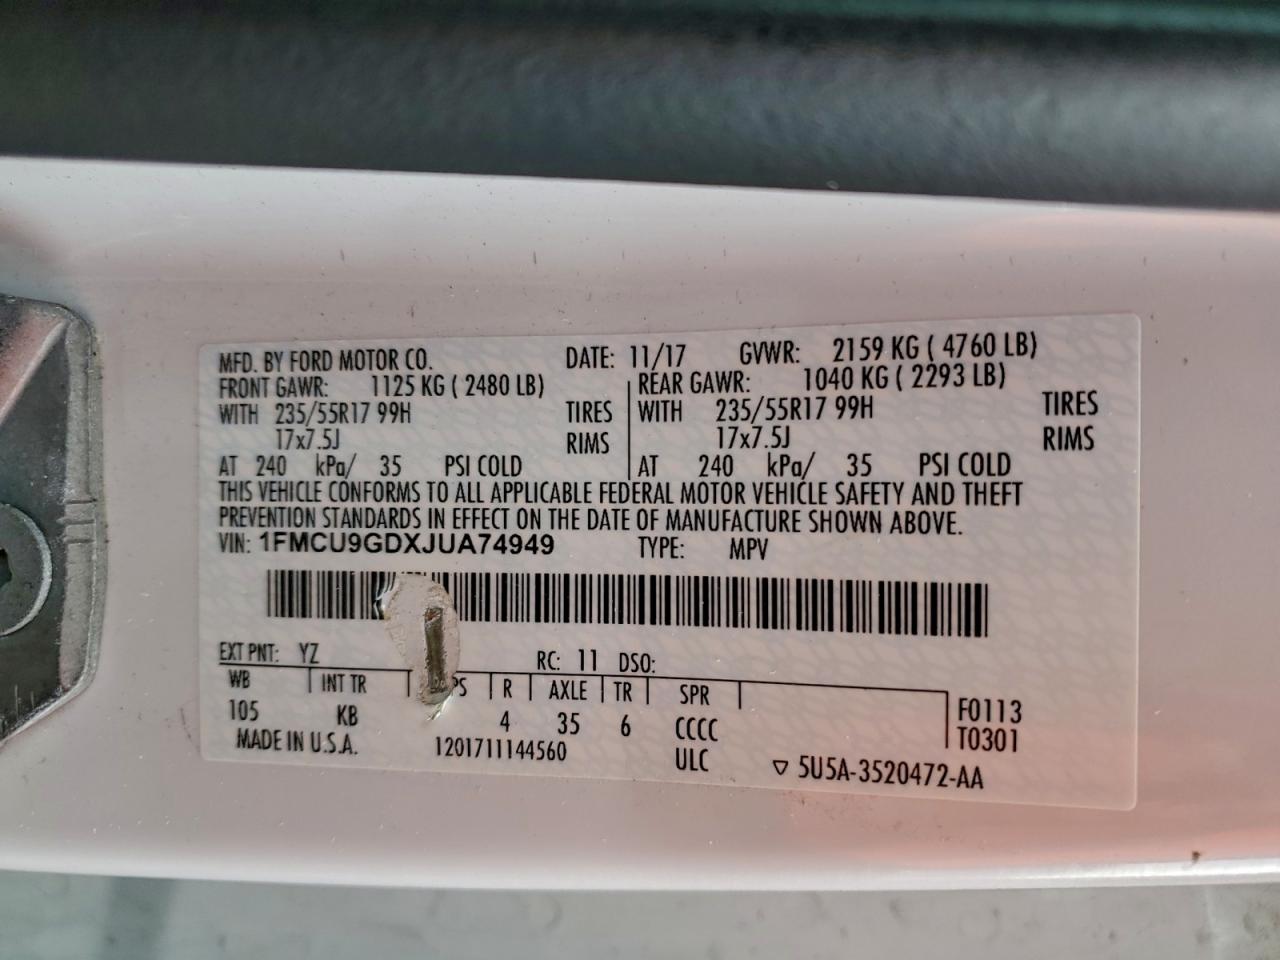 MFD. BY FORD MOTOR CO. DATE: 11/17 GVWR: 2159 KG ( 4760 LB)
FRONT GAWR: 1125 KG ( 2480 LB) REAR GAWR: 1040 KG ( 2293 LB)
WITH 235/55R17 99H TIRES WITH 235/55R17 99H TIRES
17x7.5J RIMS 17x7.5J RIMS
AT 240 kPa/ 35 PSI COLD AT 240 kPa/ 35 PSI COLD
THIS VEHICLE CONFORMS TO ALL APPLICABLE FEDERAL MOTOR VEHICLE SAFETY AND THEFT
PREVENTION STANDARDS IN EFFECT ON THE DATE OF MANUFACTURE SHOWN ABOVE.
VIN: 1FMCU9GDXJUA74949 TYPE: MPV
EXT PNT: YZ RC: 11 DSO:
WB INT TR PS R AXLE TR SPR
105 KB 4 35 6 CCCC F0113
MADE IN U.S.A. 1201711144560 ULC T0301
▽ 5U5A-3520472-AA